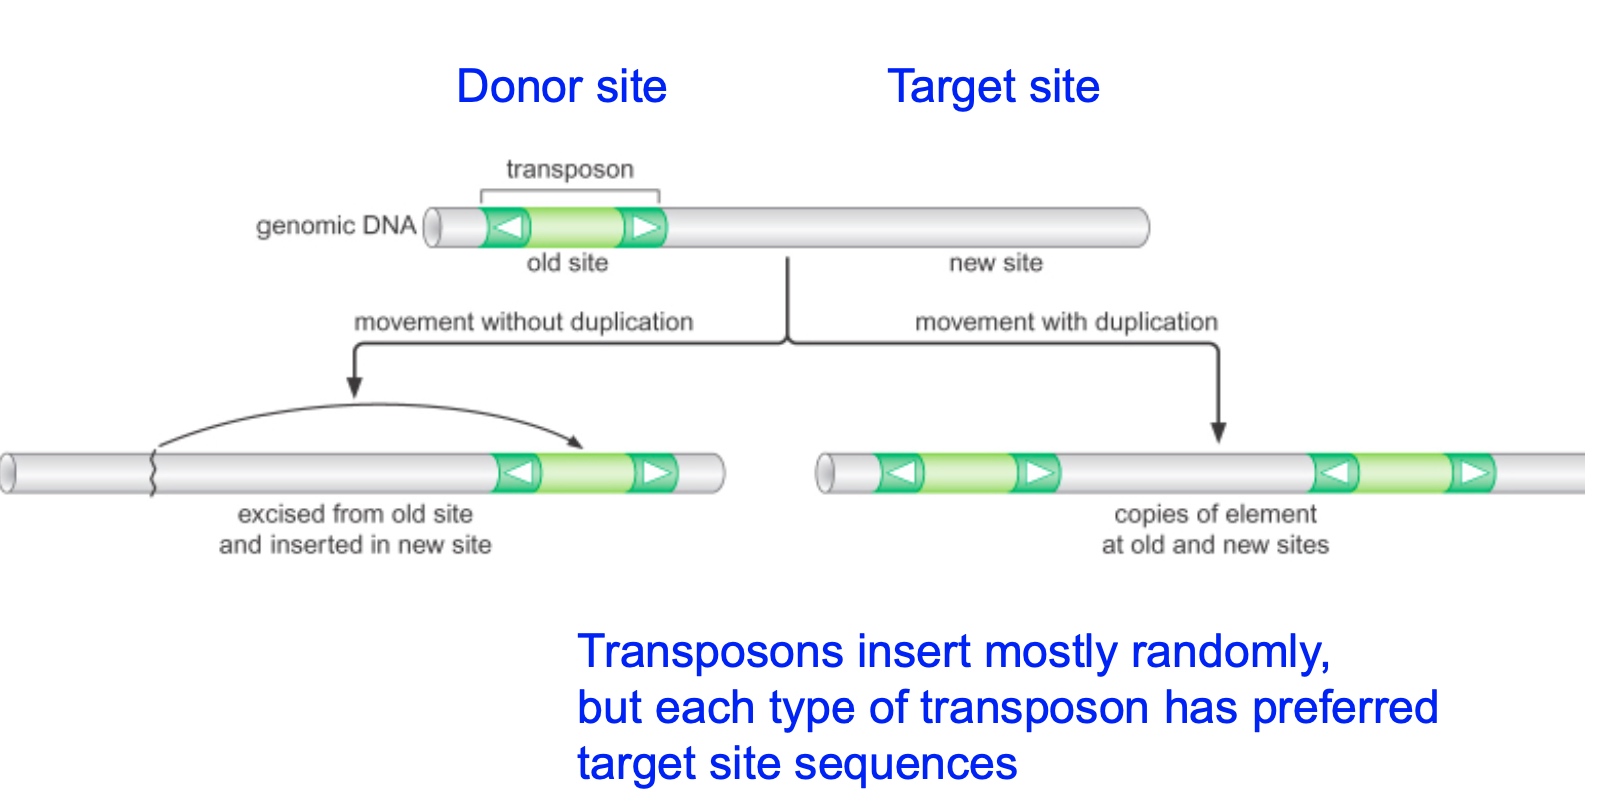 Donor site
Target site
transposon
genomic DNA
old site
new site
movement without duplication
movement with duplication
excised from old site
and inserted in new site
copies of element
at old and new sites
Transposons insert mostly randomly,
but each type of transposon has preferred
target site sequences